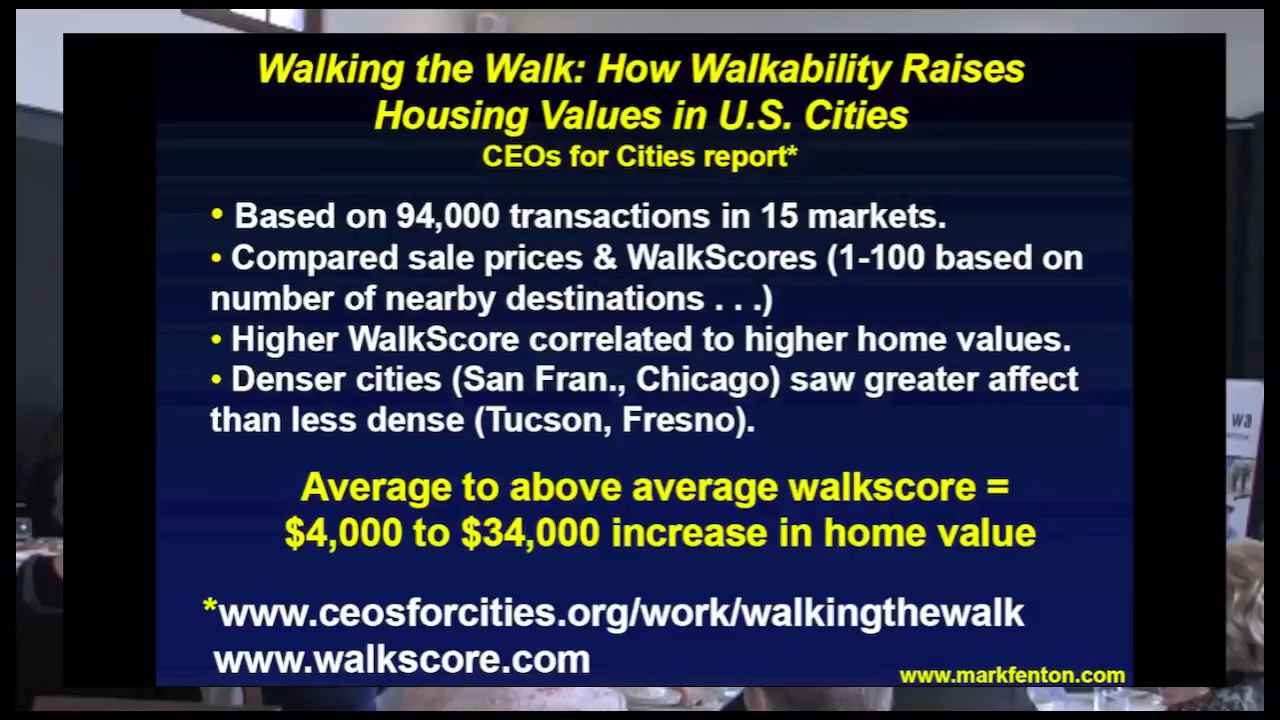 Walking the Walk: How Walkability Raises
Housing Values in U.S. Cities
CEOs for Cities report*
• Based on 94,000 transactions in 15 markets.
• Compared sale prices & WalkScores (1-100 based on
number of nearby destinations . . .)
• Higher WalkScore correlated to higher home values.
• Denser cities (San Fran., Chicago) saw greater affect
than less dense (Tucson, Fresno).
Average to above average walkscore =
$4,000 to $34,000 increase in home value
*www.ceosforcities.org/work/walkingthewalk
www.walkscore.com
www.markfenton.com
wa